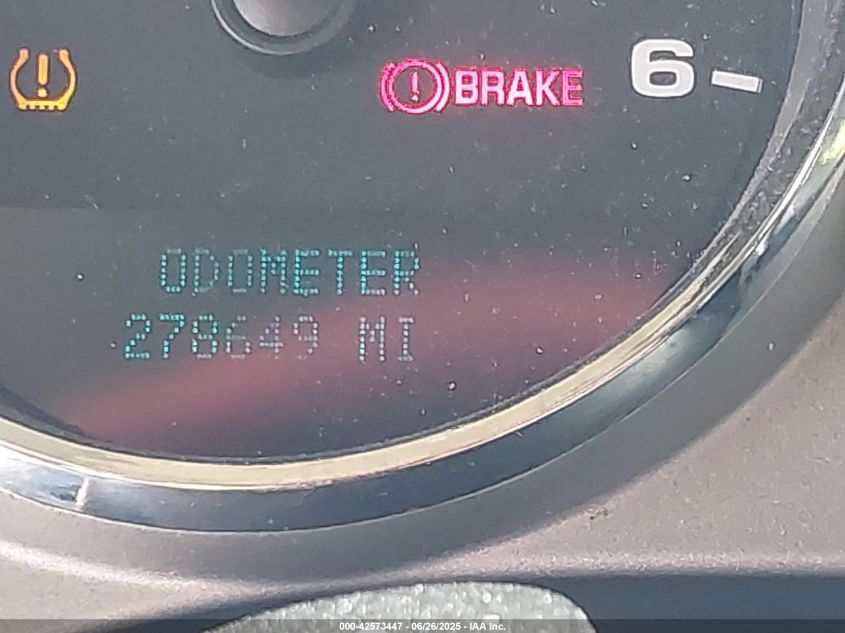 6
BRAKE
ODOMETER
278649 MI
000-42573447 - 06/26/2025 - IAA Inc.